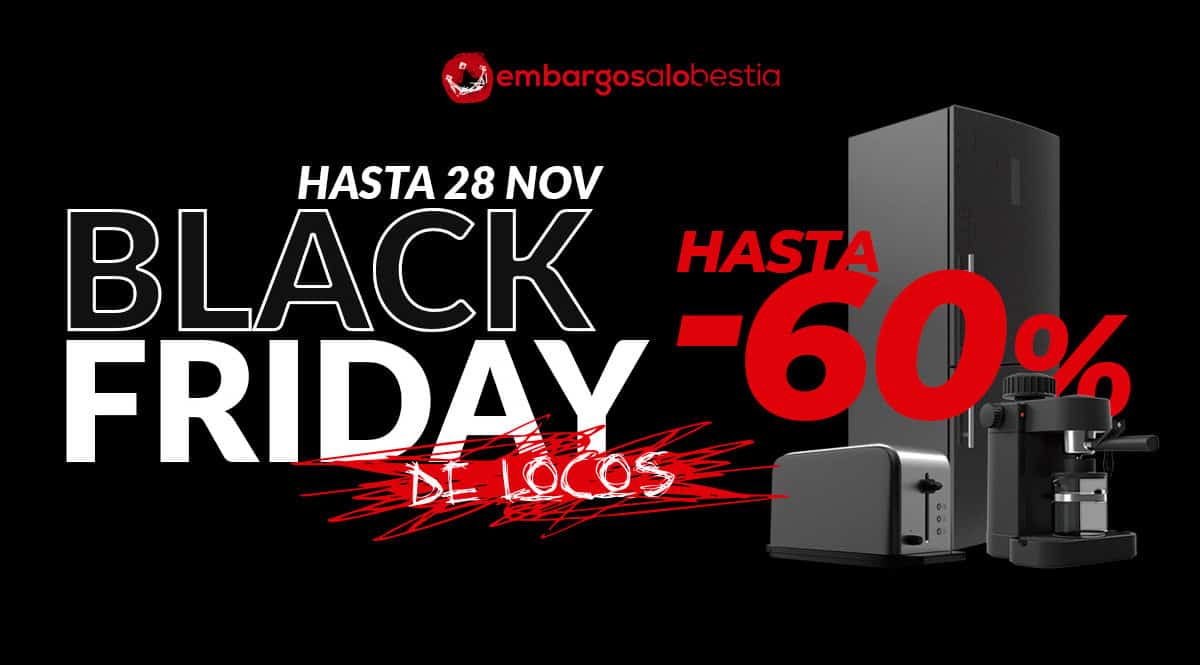 embargosalobestia
HASTA 28 NOV
BLACK
FRIDAY
DE LOCOS
HASTA
-60%